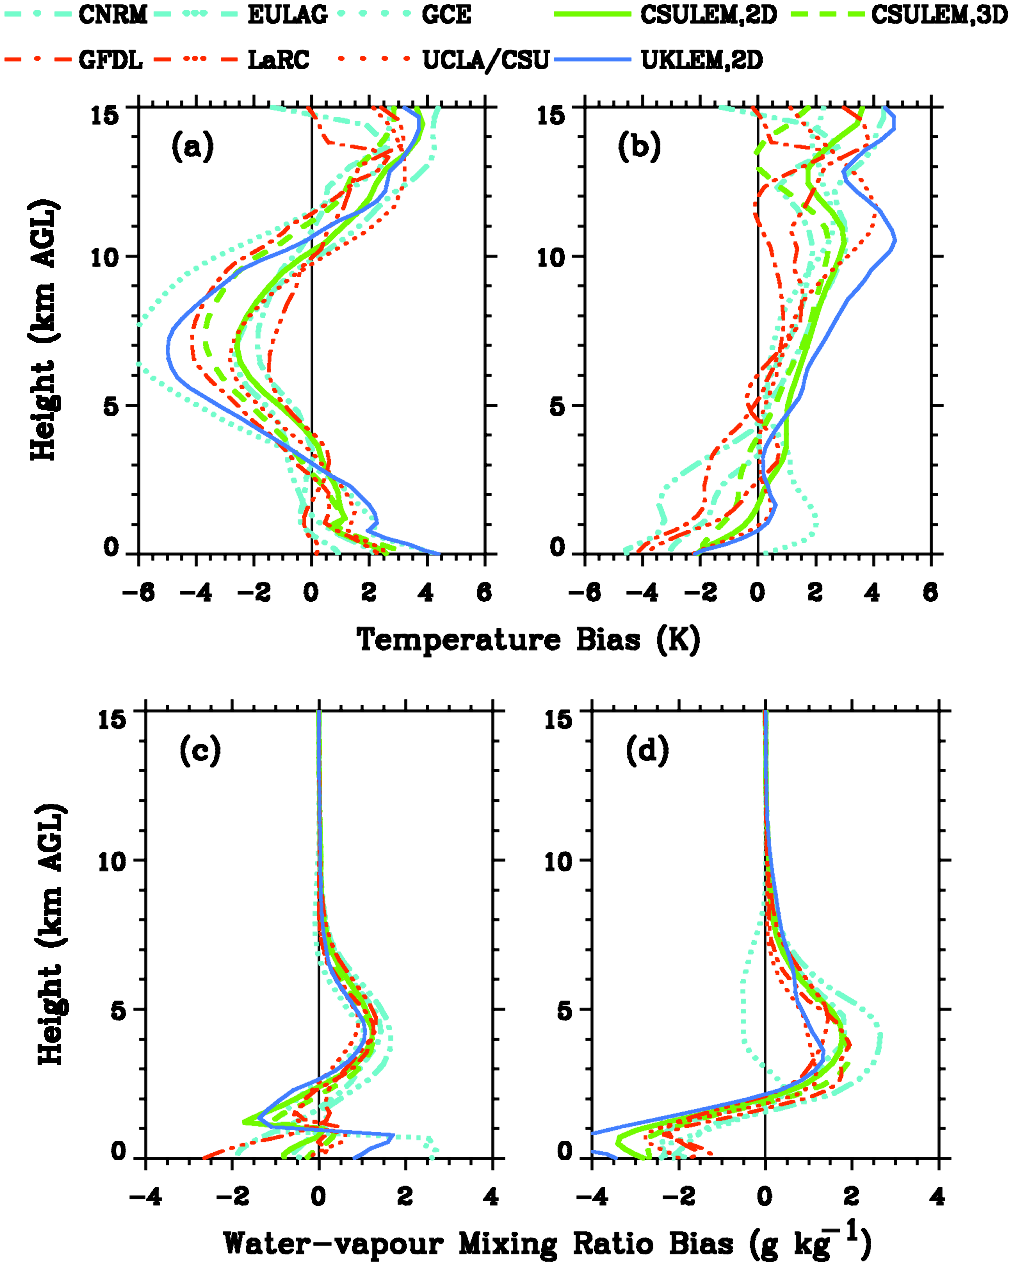 CNRM EULAG GCE CSULEM,2D CSULEM,3D
GFDL LaRC UCLA/CSU UKLEM,2D
15 (a) 15 (b)
10 10
Height (km AGL)
5 5
0 0
-6 -4 -2 0 2 4 6 -6 -4 -2 0 2 4 6
Temperature Bias (K)
15 (c) 15 (d)
10 10
Height (km AGL)
5 5
0 0
-4 -2 0 2 4 -4 -2 0 2 4
Water-vapour Mixing Ratio Bias (g kg⁻¹)